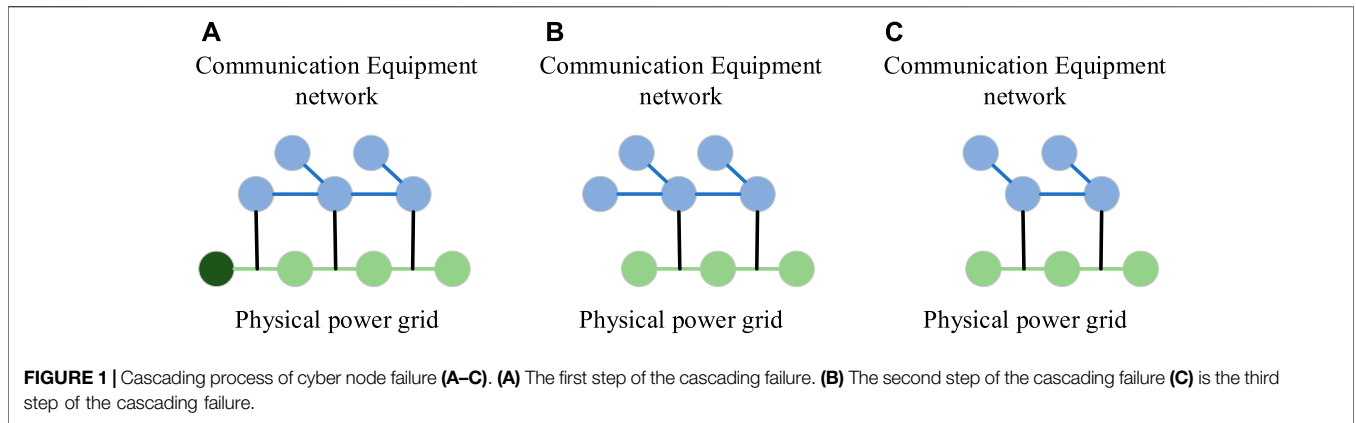 A
Communication Equipment
network
Physical power grid
B
Communication Equipment
network
Physical power grid
C
Communication Equipment
network
Physical power grid
FIGURE 1 | Cascading process of cyber node failure (A–C). (A) The first step of the cascading failure. (B) The second step of the cascading failure (C) is the third
step of the cascading failure.